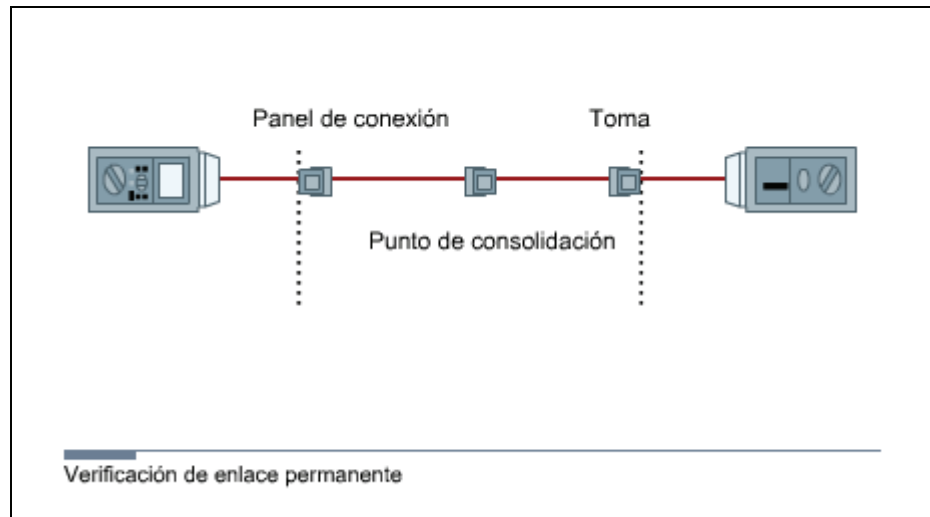 Panel de conexión
Toma
Punto de consolidación
Verificación de enlace permanente